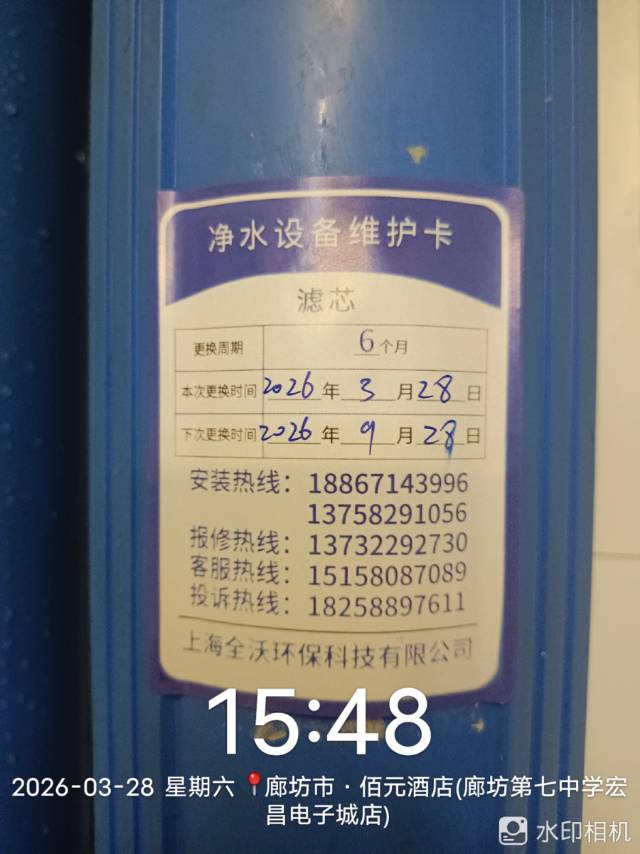 净水设备维护卡
滤芯
更换周期 6个月
本次更换时间 2026年3月28日
下次更换时间 2026年9月28日
安装热线：18867143996
13758291056
报修热线：13732292730
客服热线：15158087089
投诉热线：18258897611
上海全沃环保科技有限公司
15:48
2026-03-28 星期六 📍廊坊市·佰元酒店(廊坊第七中学宏
昌电子城店)
水印相机